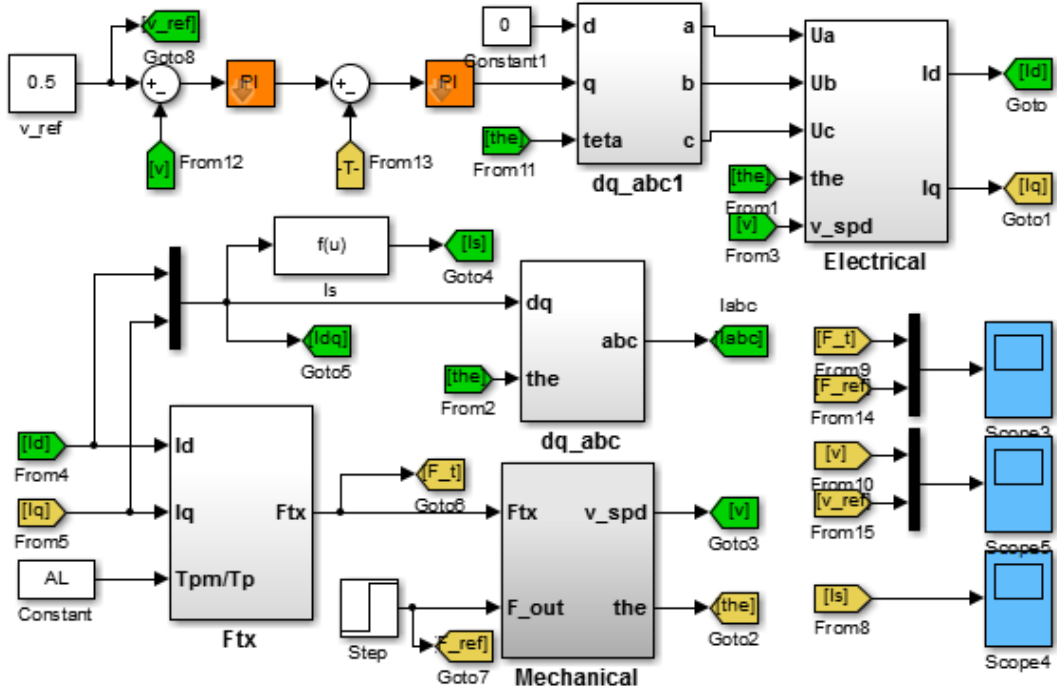 [v_ref]
Goto8
0.5
v_ref
+
−
PI
[v]
From12
+
−
-T-
From13
PI
0
Constant1
[the]
From11
d
q
teta
a
b
c
dq_abc1
Ua
Ub
Uc
the
v_spd
Id
Iq
Electrical
[the]
From1
[v]
From3
[Id]
Goto
[Iq]
Goto1
f(u)
Is
[Is]
Goto4
[Idq]
Goto5
dq
the
abc
dq_abc
[the]
From2
Iabc
[Iabc]
[F_t]
From9
[F_ref]
From14
Scope3
[v]
From10
[v_ref]
From15
Scope5
[Is]
From8
Scope4
[Id]
From4
[Iq]
From5
AL
Constant
Id
Iq
Tpm/Tp
Ftx
Ftx
[F_t]
Goto6
Step
[F_ref]
Goto7
Ftx
F_out
v_spd
the
Mechanical
[v]
Goto3
[the]
Goto2